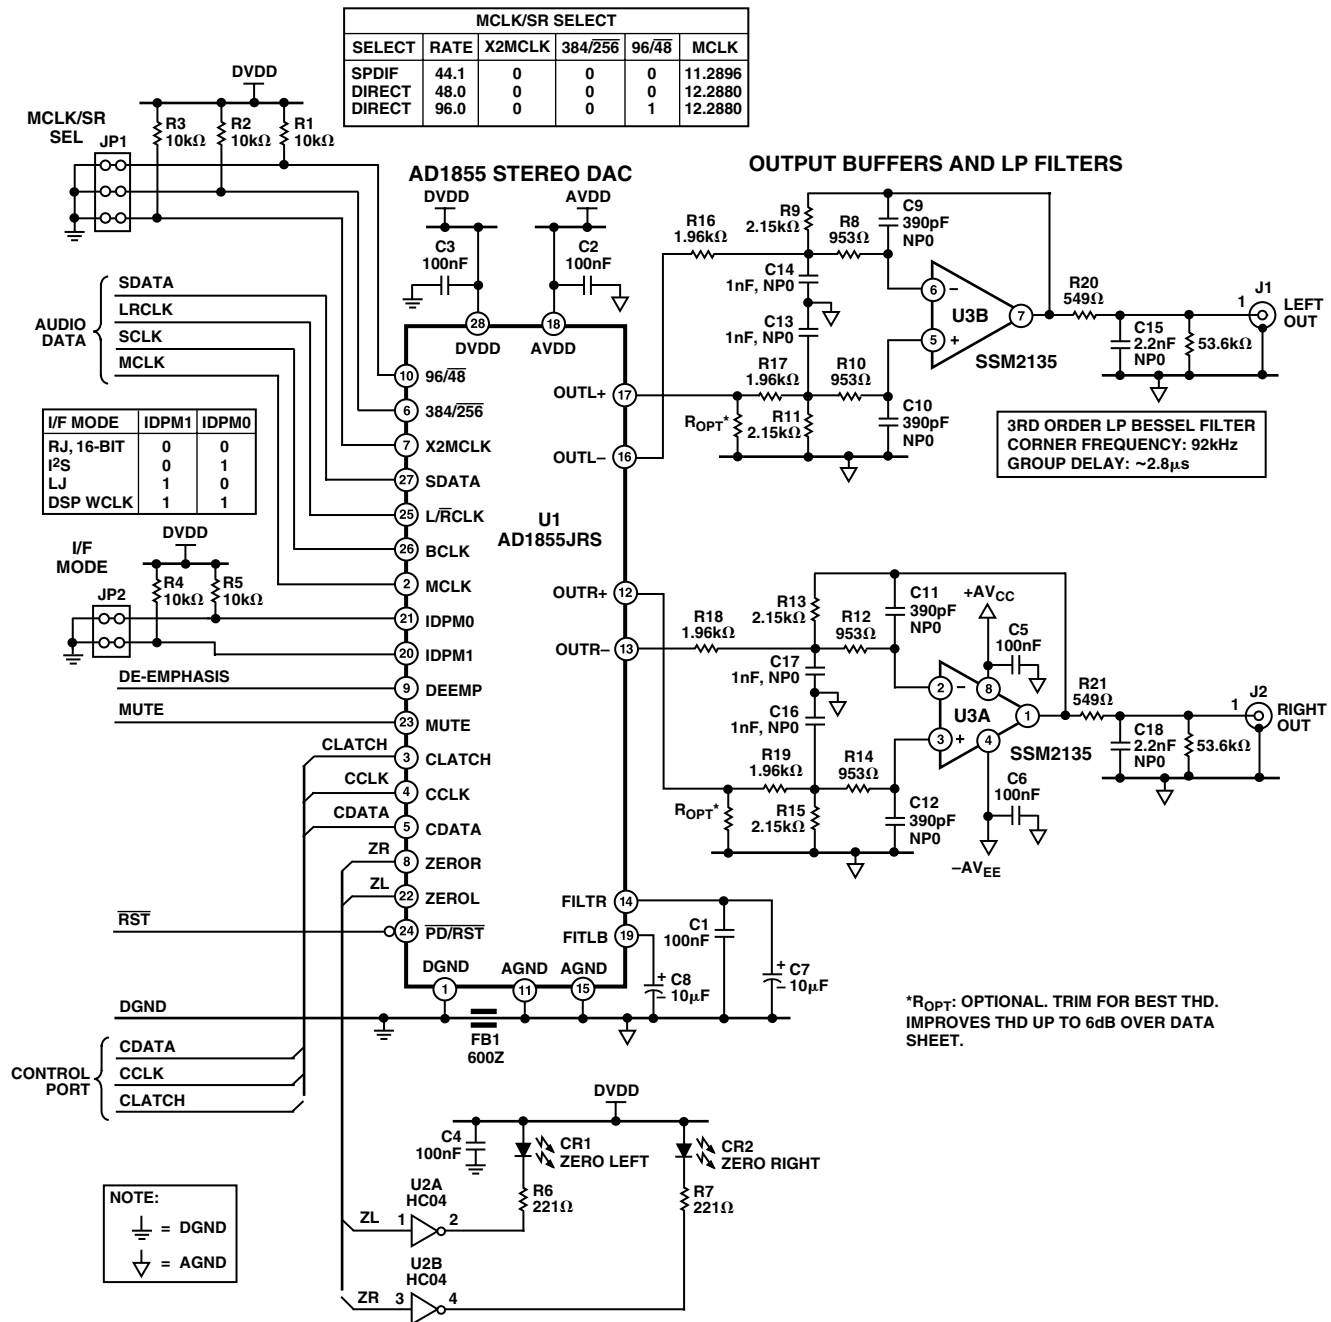 MCLK/SR SELECT
SELECT RATE X2MCLK 384/256 96/48 MCLK
SPDIF 44.1 0 0 0 11.2896
DIRECT 48.0 0 0 0 12.2880
DIRECT 96.0 0 0 1 12.2880
DVDD
MCLK/SR
SEL
JP1
R3
10kΩ
R2
10kΩ
R1
10kΩ
AD1855 STEREO DAC
DVDD
AVDD
C3
100nF
C2
100nF
28
DVDD
18
AVDD
AUDIO
DATA
SDATA
LRCLK
SCLK
MCLK
I/F MODE IDPM1 IDPM0
RJ, 16-BIT 0 0
I2S 0 1
LJ 1 0
DSP WCLK 1 1
I/F
MODE
DVDD
JP2
R4
10kΩ
R5
10kΩ
DE-EMPHASIS
MUTE
CLATCH
CCLK
CDATA
ZR
ZL
RST
10 96/48
6 384/256
7 X2MCLK
27 SDATA
25 L/RCLK
26 BCLK
2 MCLK
21 IDPM0
20 IDPM1
9 DEEMP
23 MUTE
3 CLATCH
4 CCLK
5 CDATA
8 ZEROR
22 ZEROL
24 PD/RST
U1
AD1855JRS
OUTL+ 17
OUTL– 16
OUTR+ 12
OUTR– 13
FILTR 14
FITLB 19
DGND
1
AGND
11
AGND
15
OUTPUT BUFFERS AND LP FILTERS
R16
1.96kΩ
R9
2.15kΩ
R8
953Ω
C9
390pF
NP0
C14
1nF, NP0
C13
1nF, NP0
R17
1.96kΩ
R10
953Ω
ROPT*
R11
2.15kΩ
C10
390pF
NP0
6 –
5 +
U3B
7
SSM2135
R20
549Ω
C15
2.2nF
NP0
53.6kΩ
J1
1
LEFT
OUT
3RD ORDER LP BESSEL FILTER
CORNER FREQUENCY: 92kHz
GROUP DELAY: ~2.8µs
R18
1.96kΩ
R13
2.15kΩ
R12
953Ω
C11
390pF
NP0
+AVCC
C5
100nF
C17
1nF, NP0
C16
1nF, NP0
R19
1.96kΩ
R14
953Ω
ROPT*
R15
2.15kΩ
C12
390pF
NP0
2 –
3 +
8
U3A
4
1
SSM2135
C6
100nF
–AVEE
R21
549Ω
C18
2.2nF
NP0
53.6kΩ
J2
1
RIGHT
OUT
C1
100nF
+ C7
– 10µF
+ C8
– 10µF
*ROPT: OPTIONAL. TRIM FOR BEST THD.
IMPROVES THD UP TO 6dB OVER DATA
SHEET.
DGND
FB1
600Z
CONTROL
PORT
CDATA
CCLK
CLATCH
DVDD
C4
100nF
CR1
ZERO LEFT
CR2
ZERO RIGHT
R6
221Ω
R7
221Ω
U2A
HC04
ZL 1 2
U2B
HC04
ZR 3 4
NOTE:
= DGND
= AGND